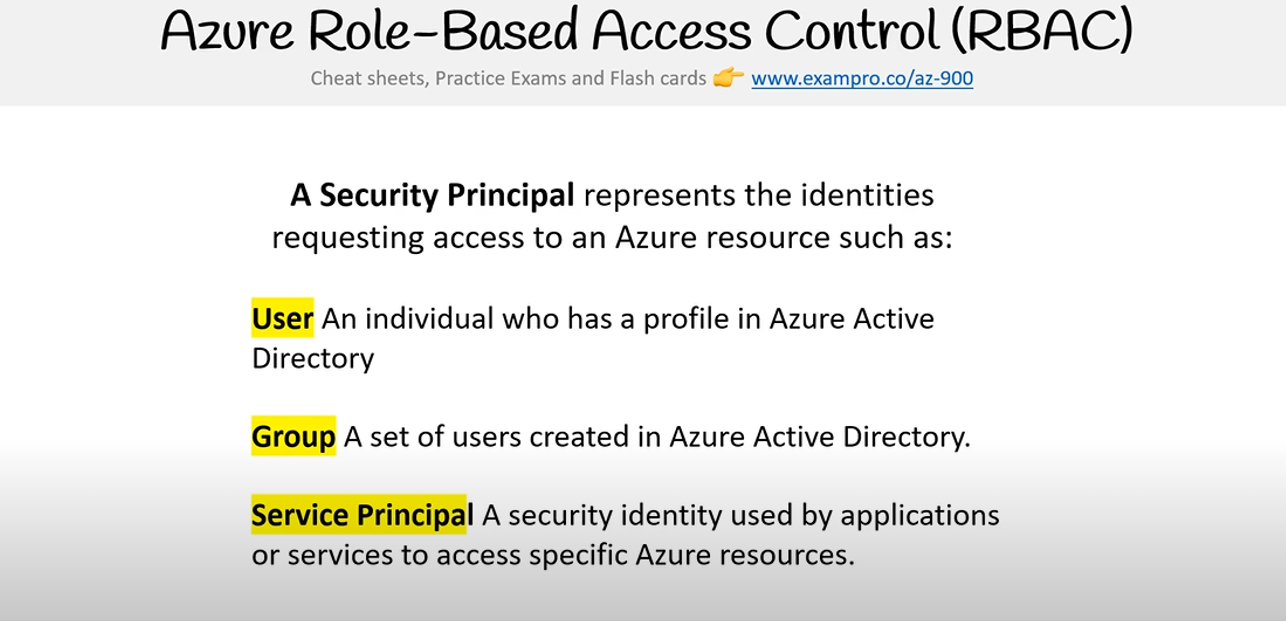 Azure Role-Based Access Control (RBAC)
Cheat sheets, Practice Exams and Flash cards 👉 www.exampro.co/az-900
A Security Principal represents the identities
requesting access to an Azure resource such as:
User An individual who has a profile in Azure Active
Directory
Group A set of users created in Azure Active Directory.
Service Principal A security identity used by applications
or services to access specific Azure resources.